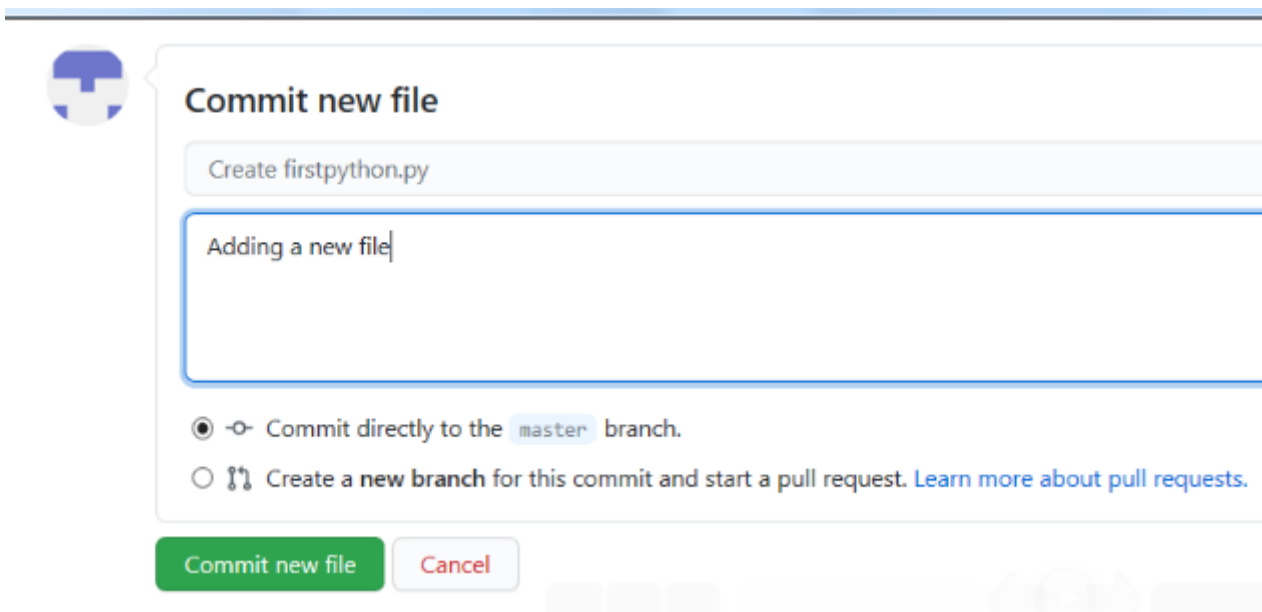 Commit new file
Create firstpython.py
Adding a new file
Commit directly to the master branch.
Create a new branch for this commit and start a pull request. Learn more about pull requests.
Commit new file
Cancel